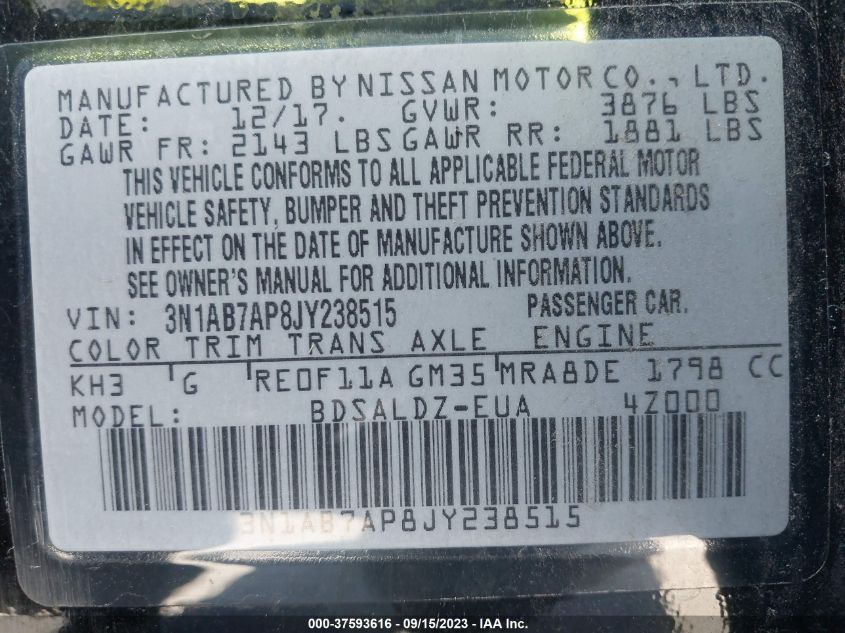 MANUFACTURED BY NISSAN MOTOR CO., LTD.
DATE: 12/17. GVWR: 3876 LBS
GAWR FR: 2143 LBS GAWR RR: 1881 LBS
THIS VEHICLE CONFORMS TO ALL APPLICABLE FEDERAL MOTOR
VEHICLE SAFETY, BUMPER AND THEFT PREVENTION STANDARDS
IN EFFECT ON THE DATE OF MANUFACTURE SHOWN ABOVE.
SEE OWNER'S MANUAL FOR ADDITIONAL INFORMATION.
VIN: 3N1AB7AP8JY238515 PASSENGER CAR.
COLOR TRIM TRANS AXLE ENGINE
KH3 G RE0F11A GM35 MRA8DE 1798 CC
MODEL: BDSALDZ-EUA 4Z000
3N1AB7AP8JY238515
000-37593616 - 09/15/2023 - IAA Inc.